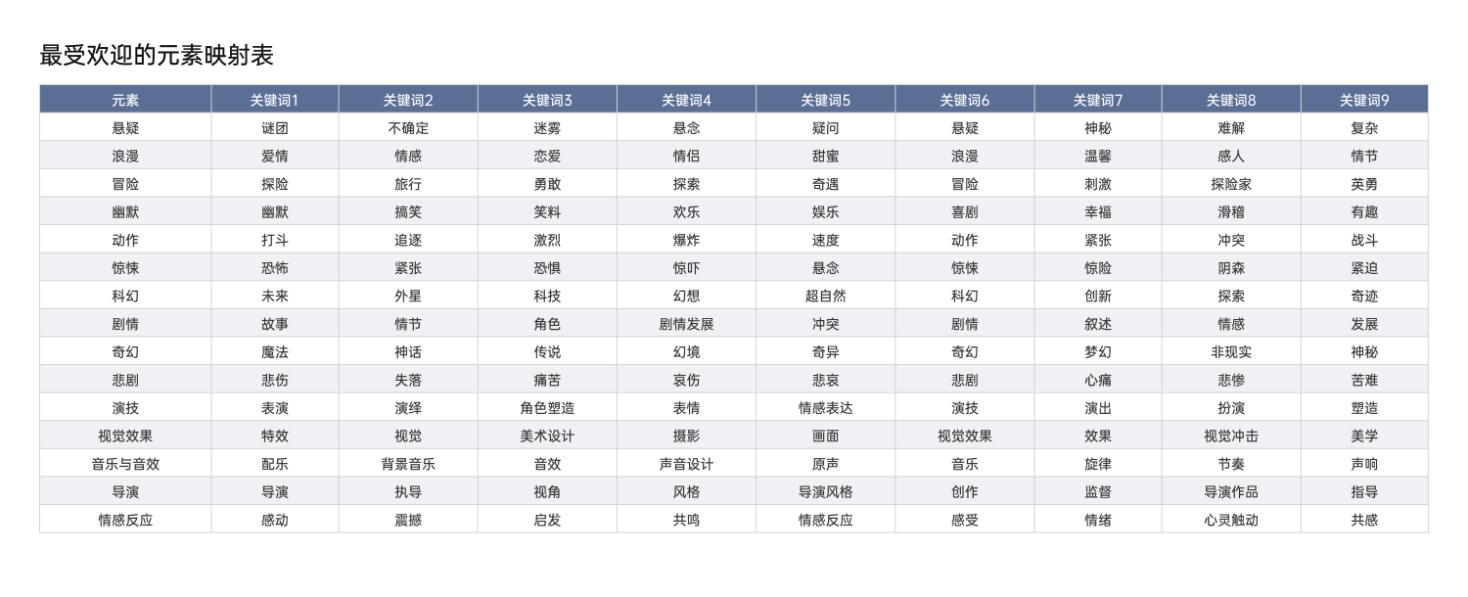 最受欢迎的元素映射表
元素 关键词1 关键词2 关键词3 关键词4 关键词5 关键词6 关键词7 关键词8 关键词9
悬疑 谜团 不确定 迷雾 悬念 疑问 悬疑 神秘 难解 复杂
浪漫 爱情 情感 恋爱 情侣 甜蜜 浪漫 温馨 感人 情节
冒险 探险 旅行 勇敢 探索 奇遇 冒险 刺激 探险家 英勇
幽默 幽默 搞笑 笑料 欢乐 娱乐 喜剧 幸福 滑稽 有趣
动作 打斗 追逐 激烈 爆炸 速度 动作 紧张 冲突 战斗
惊悚 恐怖 紧张 恐惧 惊吓 悬念 惊悚 惊险 阴森 紧迫
科幻 未来 外星 科技 幻想 超自然 科幻 创新 探索 奇迹
剧情 故事 情节 角色 剧情发展 冲突 剧情 叙述 情感 发展
奇幻 魔法 神话 传说 幻境 奇异 奇幻 梦幻 非现实 神秘
悲剧 悲伤 失落 痛苦 哀伤 悲哀 悲剧 心痛 悲惨 苦难
演技 表演 演绎 角色塑造 表情 情感表达 演技 演出 扮演 塑造
视觉效果 特效 视觉 美术设计 摄影 画面 视觉效果 效果 视觉冲击 美学
音乐与音效 配乐 背景音乐 音效 声音设计 原声 音乐 旋律 节奏 声响
导演 导演 执导 视角 风格 导演风格 创作 监督 导演作品 指导
情感反应 感动 震撼 启发 共鸣 情感反应 感受 情绪 心灵触动 共感